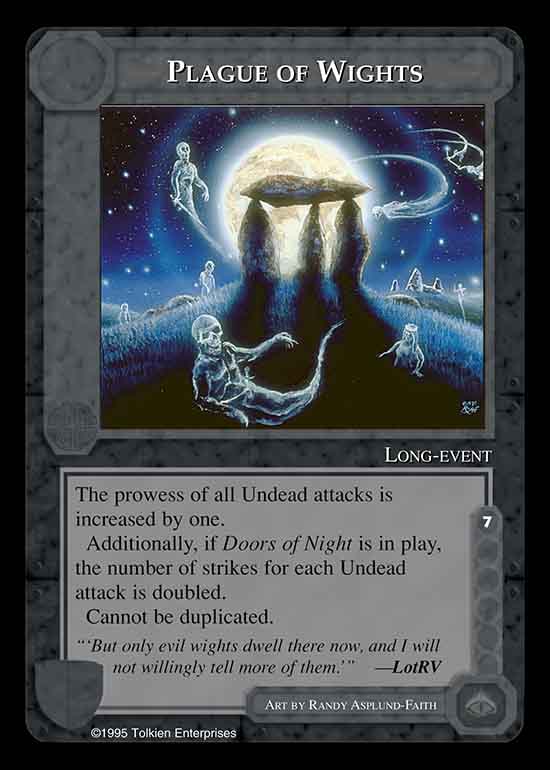 Plague of Wights
Long-event
The prowess of all Undead attacks is
increased by one.
Additionally, if Doors of Night is in play,
the number of strikes for each Undead
attack is doubled.
Cannot be duplicated.
7
“‘But only evil wights dwell there now, and I will
not willingly tell more of them.’” —LotRV
Art by Randy Asplund-Faith
©1995 Tolkien Enterprises